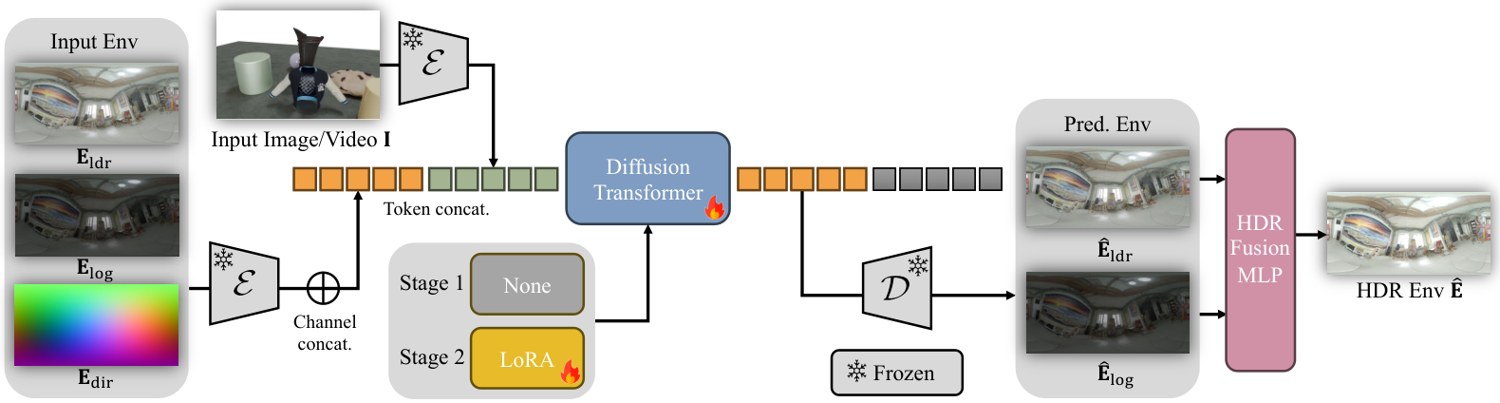 Input Env
E_ldr
E_log
E_dir
Input Image/Video I
ℰ
ℰ
Channel
concat.
Token concat.
Stage 1
None
Stage 2
LoRA
Diffusion
Transformer
𝒟
Frozen
Pred. Env
Ê_ldr
Ê_log
HDR
Fusion
MLP
HDR Env Ê